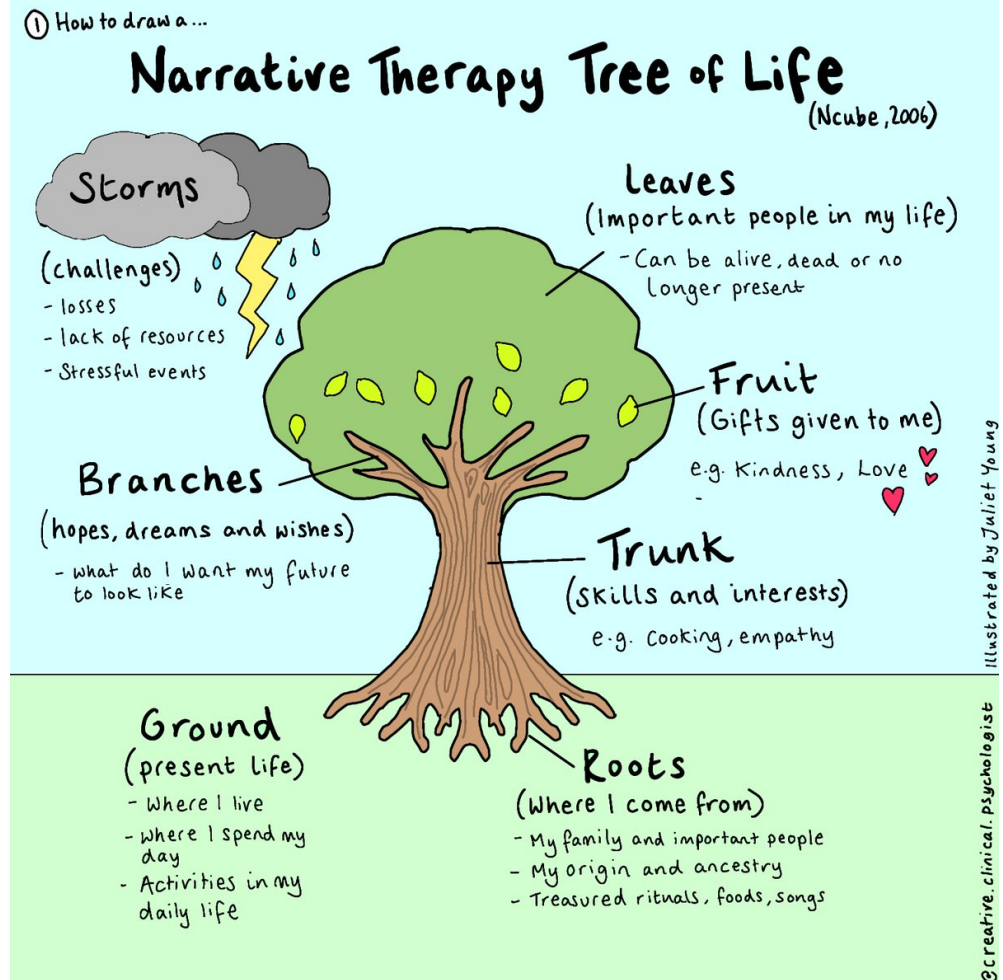 ① How to draw a...
Narrative Therapy Tree of Life
(Ncube, 2006)
Storms
(challenges)
- losses
- lack of resources
- Stressful events
Leaves
(Important people in my life)
- Can be alive, dead or no
longer present
Fruit
(Gifts given to me)
e.g. Kindness, Love
-
Branches
(hopes, dreams and wishes)
- what do I want my future
to look like
Trunk
(skills and interests)
e.g. Cooking, empathy
Ground
(present life)
- Where I live
- where I spend my
day
- Activities in my
daily life
Roots
(where I come from)
- My family and important people
- My origin and ancestry
- Treasured rituals, foods, songs
Illustrated by Juliet Young
@creative.clinical.psychologist